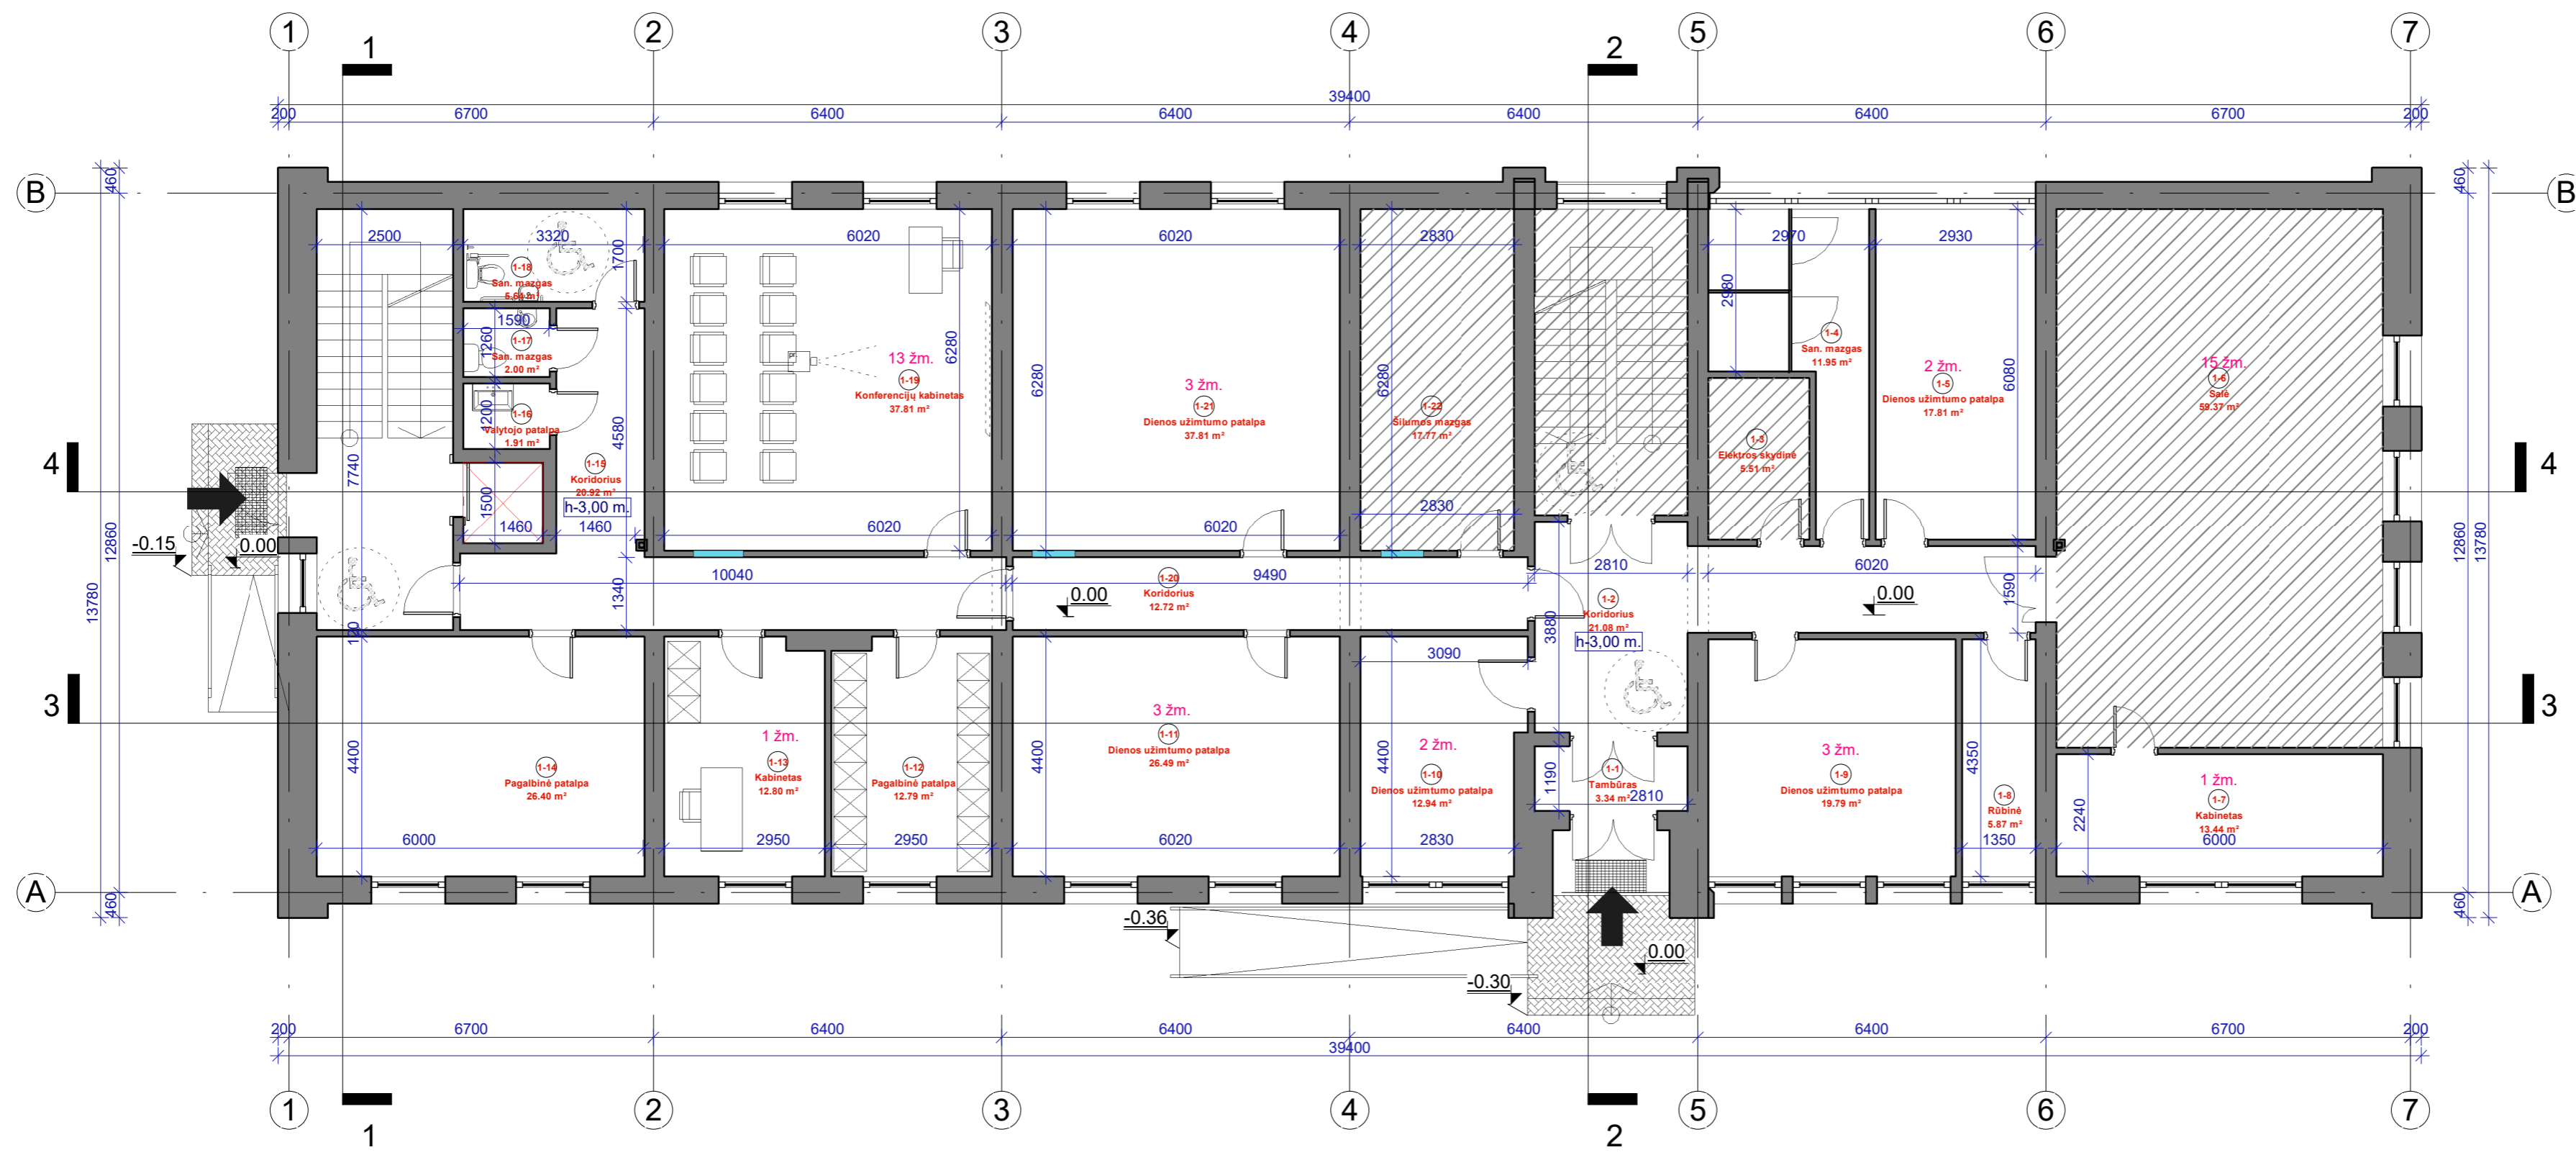 1 2 3 4 5 6 7
1 2
39400
200 6700 6400 6400 6400 6400 6700 200
460 460
B B
2500 3320 6020 6020 2830 2970 2930
1700
1-18
San. mazgas
5.64 m²
1590
1260
1-17
San. mazgas
2.00 m²
1200
1-16
Valytojo patalpa
1.91 m²
1500
1460 1460
4580
7740
1-15
Koridorius
20.92 m²
h-3,00 m.
13 žm.
1-19
Konferencijų kabinetas
37.81 m²
6280
6020
3 žm.
1-21
Dienos užimtumo patalpa
37.81 m²
6280
6020
1-22
Šilumos mazgas
17.77 m²
6280
2830
2980
1-4
San. mazgas
11.95 m²
1-3
Elektros skydinė
5.51 m²
2 žm.
1-5
Dienos užimtumo patalpa
17.81 m²
6080
15 žm.
1-6
Salė
59.37 m²
4 4
-0.15 0.00
13780 12860 12860 13780
10040 9490 2810 6020
1340
120
1-20
Koridorius
12.72 m²
0.00
1-2
Koridorius
21.08 m²
h-3,00 m.
3880
0.00
1590
3 3
3090
4400
1-14
Pagalbinė patalpa
26.40 m²
6000
1 žm.
1-13
Kabinetas
12.80 m²
2950
1-12
Pagalbinė patalpa
12.79 m²
2950
3 žm.
1-11
Dienos užimtumo patalpa
26.49 m²
4400
6020
2 žm.
1-10
Dienos užimtumo patalpa
12.94 m²
4400
2830
1-1
Tambūras
3.34 m²
1190
2810
3 žm.
1-9
Dienos užimtumo patalpa
19.79 m²
4350
1-8
Rūbinė
5.87 m²
1350
1 žm.
1-7
Kabinetas
13.44 m²
2240
6000
A A
460 460
-0.36
-0.30
0.00
200 6700 6400 6400 6400 6400 6700 200
39400
1 2 3 4 5 6 7
1 2